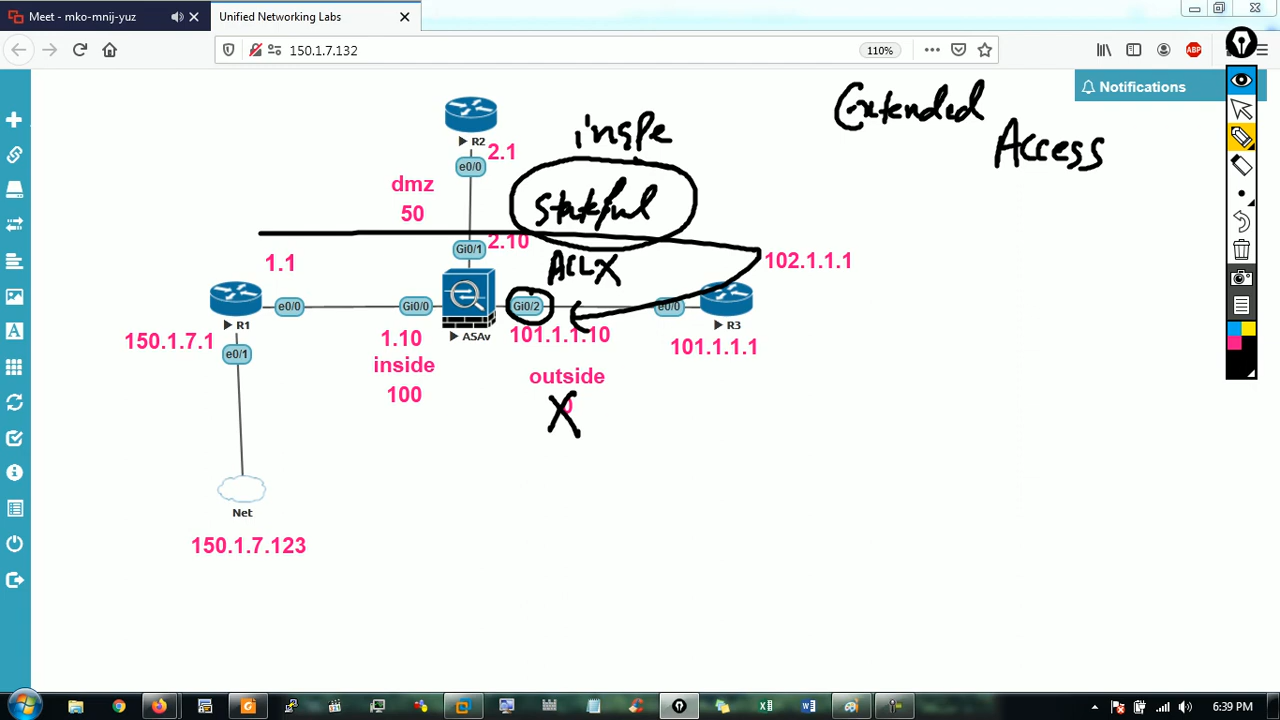 Meet - mko-mnij-yuz
Unified Networking Labs
150.1.7.132
110%
ABP
Notifications
Extended
Access
inspe
stateful
ACL X
R2
2.1
e0/0
dmz
50
2.10
Gi0/1
1.1
102.1.1.1
e0/0
Gi0/0
Gi0/2
e0/0
R1
ASAv
R3
150.1.7.1
1.10
101.1.1.10
101.1.1.1
e0/1
inside
outside
100
0
X
Net
150.1.7.123
6:39 PM